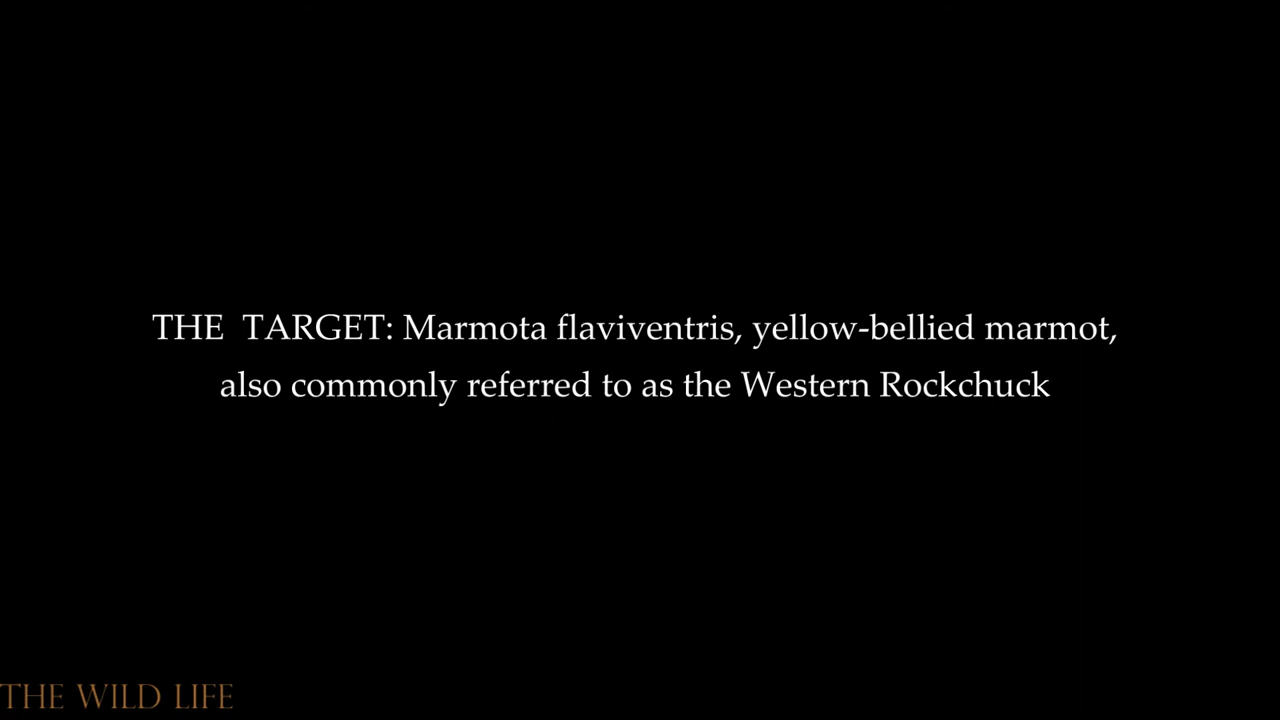 THE  TARGET: Marmota flaviventris, yellow-bellied marmot,
also commonly referred to as the Western Rockchuck
THE WILD LIFE